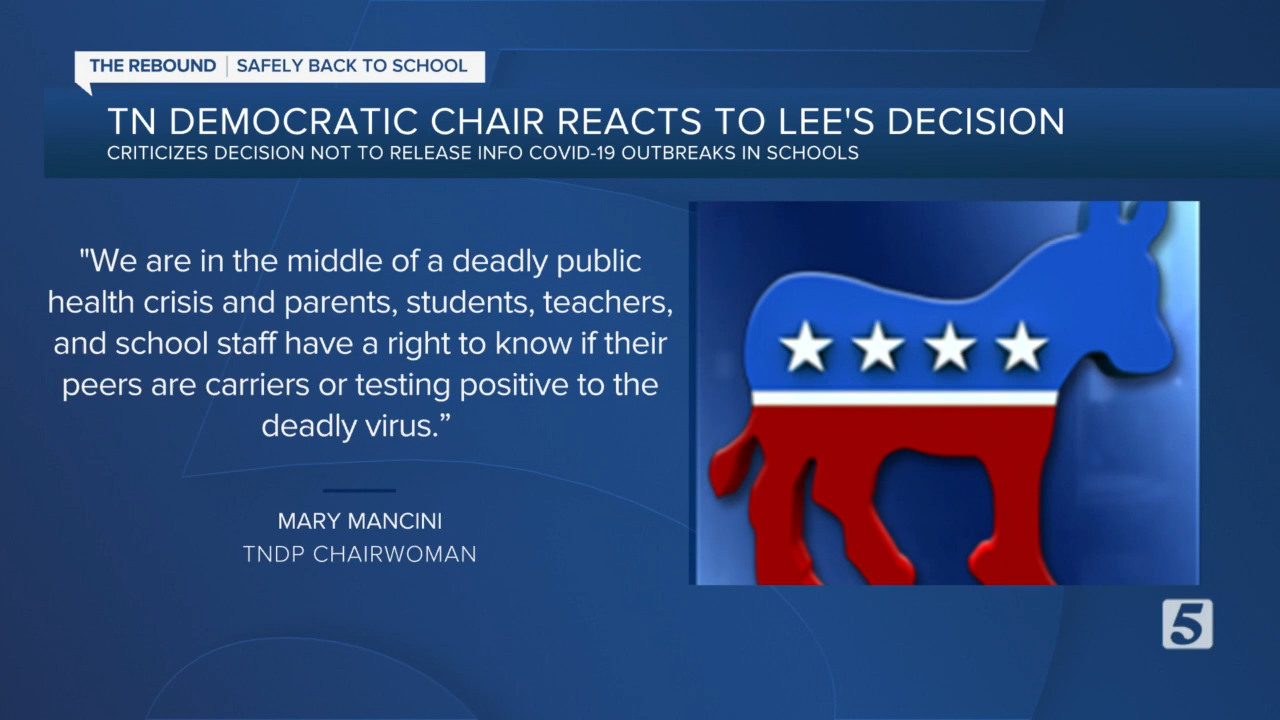 THE REBOUND | SAFELY BACK TO SCHOOL
TN DEMOCRATIC CHAIR REACTS TO LEE'S DECISION
CRITICIZES DECISION NOT TO RELEASE INFO COVID-19 OUTBREAKS IN SCHOOLS
"We are in the middle of a deadly public
health crisis and parents, students, teachers,
and school staff have a right to know if their
peers are carriers or testing positive to the
deadly virus.”
MARY MANCINI
TNDP CHAIRWOMAN
5